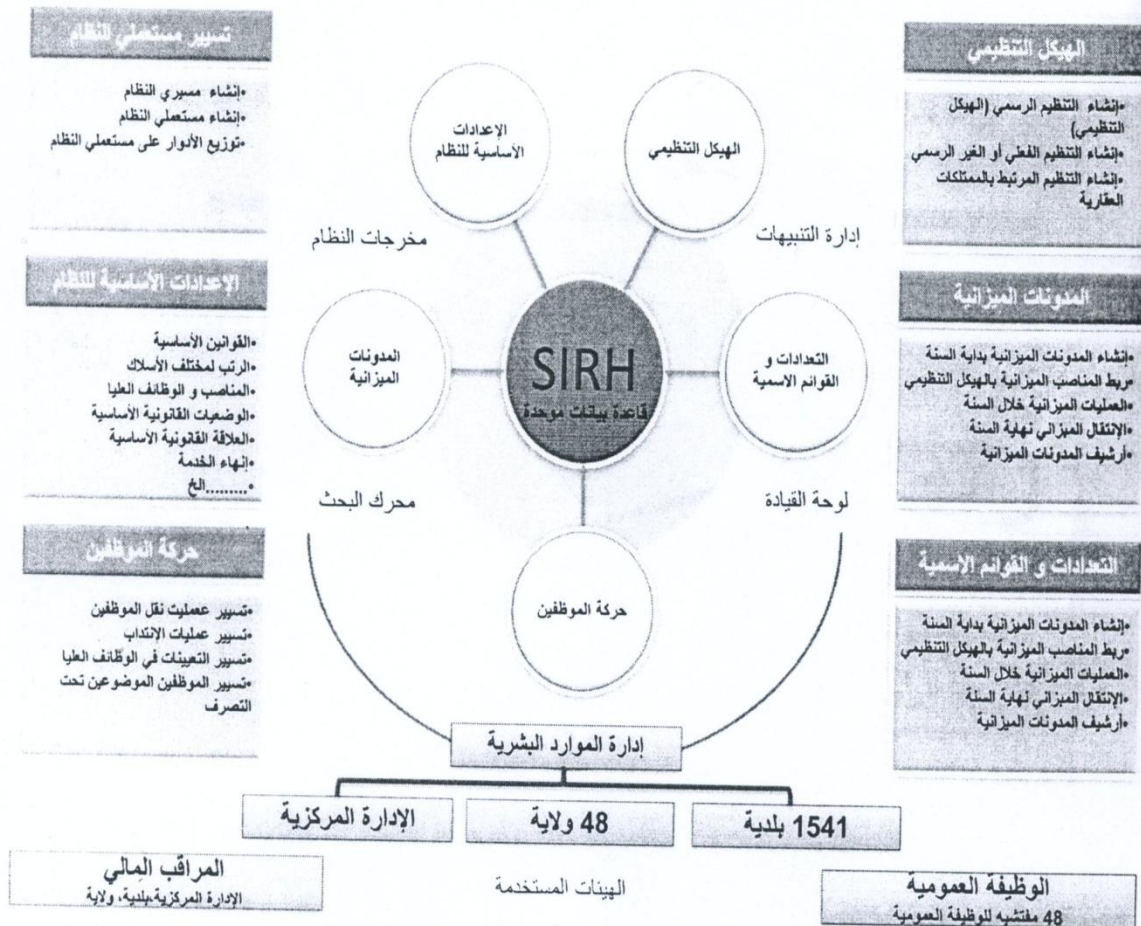 الهيكل التنظيمي
•إنشاء التنظيم الرسمي (الهيكل
التنظيمي)
•إنشاء التنظيم الفعلي أو الغير الرسمي
•إنشاء التنظيم المرتبط بالممتلكات
العقارية
المدونات الميزانية
•إنشاء المدونات الميزانية بداية السنة
•ربط المناصب الميزانية بالهيكل التنظيمي
•العمليات الميزانية خلال السنة
•الإنتقال الميزاني نهاية السنة
•أرشيف المدونات الميزانية
التعدادات و القوائم الاسمية
•إنشاء المدونات الميزانية بداية السنة
•ربط المناصب الميزانية بالهيكل التنظيمي
•العمليات الميزانية خلال السنة
•الإنتقال الميزاني نهاية السنة
•أرشيف المدونات الميزانية
الهيكل التنظيمي
الإعدادات
الأساسية للنظام
إدارة التنبيهات
مخرجات النظام
التعدادات و
القوائم الاسمية
SIRH
قاعدة بيانات موحدة
المدونات
الميزانية
لوحة القيادة
محرك البحث
حركة الموظفين
تسيير مستعملي النظام
•إنشاء مسيري النظام
•إنشاء مستعملي النظام
•توزيع الأدوار على مستعملي النظام
الإعدادات الأساسية للنظام
•القوانين الأساسية
•الرتب لمختلف الأسلاك
•المناصب و الوظائف العليا
•الوضعيات القانونية الأساسية
•العلاقة القانونية الأساسية
•إنهاء الخدمة
•.........الخ
حركة الموظفين
•تسيير عمليت نقل الموظفين
•تسيير عمليات الإنتداب
•تسيير التعيينات في الوظائف العليا
•تسيير الموظفين الموضوعين تحت
التصرف
إدارة الموارد البشرية
1541 بلدية
48 ولاية
الإدارة المركزية
الهيئات المستخدمة
الوظيفة العمومية
48 مفتشيه للوظيفة العمومية
المراقب المالي
الإدارة المركزية،بلدية، ولاية